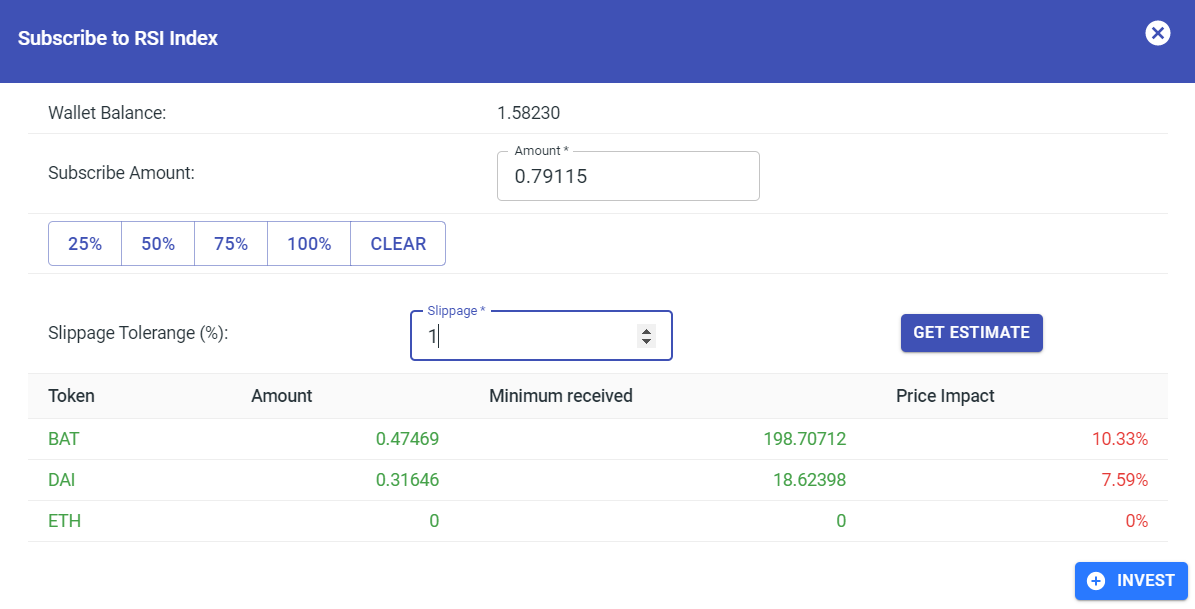 Subscribe to RSI Index
Wallet Balance: 1.58230
Amount *
Subscribe Amount: 0.79115
25% 50% 75% 100% CLEAR
Slippage *
Slippage Tolerange (%): 1 GET ESTIMATE
Token Amount Minimum received Price Impact
BAT 0.47469 198.70712 10.33%
DAI 0.31646 18.62398 7.59%
ETH 0 0 0%
INVEST